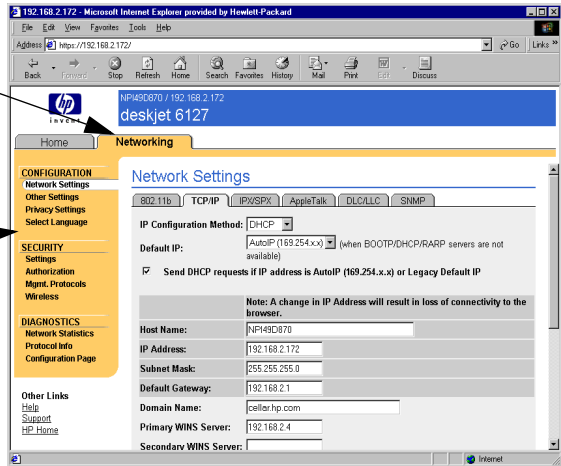 192.168.2.172 - Microsoft Internet Explorer provided by Hewlett-Packard
File Edit View Favorites Tools Help
Address https://192.168.2.172/ Go Links »
Back Forward Stop Refresh Home Search Favorites History Mail Print Edit Discuss
hp
invent
NPI49D870 / 192.168.2.172
deskjet 6127
Home Networking
CONFIGURATION
Network Settings
Other Settings
Privacy Settings
Select Language
SECURITY
Settings
Authorization
Mgmt. Protocols
Wireless
DIAGNOSTICS
Network Statistics
Protocol Info
Configuration Page
Other Links
Help
Support
HP Home
Network Settings
802.11b TCP/IP IPX/SPX AppleTalk DLC/LLC SNMP
IP Configuration Method: DHCP
Default IP: AutoIP (169.254.x.x) (when BOOTP/DHCP/RARP servers are not
available)
Send DHCP requests if IP address is AutoIP (169.254.x.x) or Legacy Default IP
Note: A change in IP Address will result in loss of connectivity to the
browser.
Host Name: NPI49D870
IP Address: 192.168.2.172
Subnet Mask: 255.255.255.0
Default Gateway: 192.168.2.1
Domain Name: cellar.hp.com
Primary WINS Server: 192.168.2.4
Secondary WINS Server:
Internet